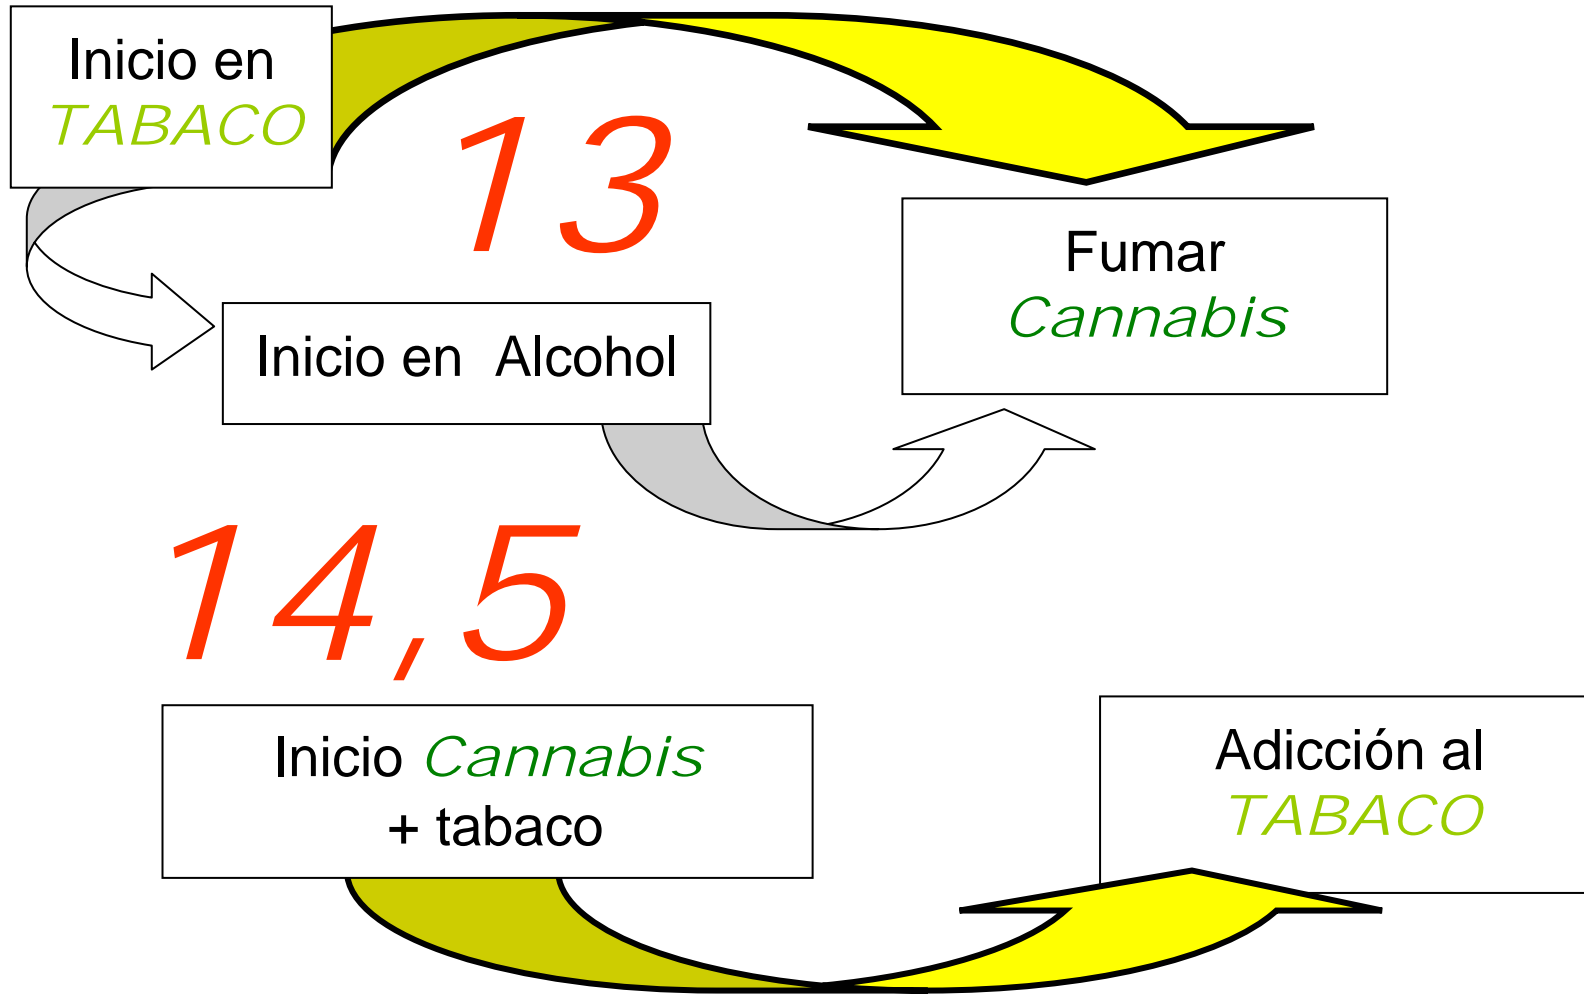 Inicio en
TABACO
13
Fumar
Cannabis
Inicio en Alcohol
14,5
Inicio Cannabis
+ tabaco
Adicción al
TABACO